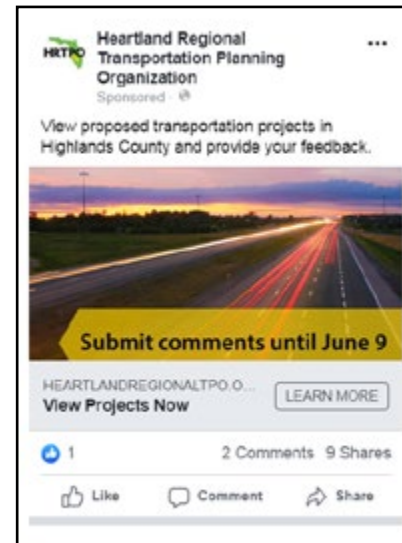 HRTPO
Heartland Regional
Transportation Planning
Organization
Sponsored
View proposed transportation projects in
Highlands County and provide your feedback.
Submit comments until June 9
HEARTLANDREGIONALTPO.O...
View Projects Now
LEARN MORE
1
2 Comments 9 Shares
Like Comment Share